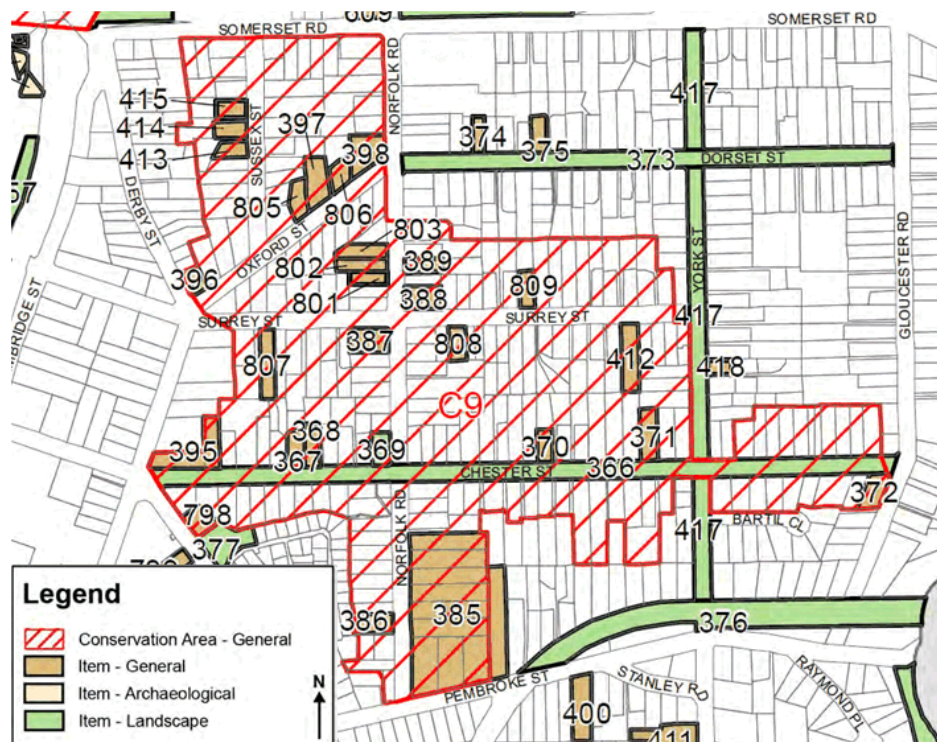 609
SOMERSET RD
SOMERSET RD
NORFOLK RD
415
SUSSEX ST
397
417
414
374
375
398
373
DORSET ST
413
57
DERBY ST
805
806
OXFORD ST
803
YORK ST
GLOUCESTER RD
396
802
389
801
388
809
SURREY ST
SURREY ST
417
387
808
807
412
418
C9
368
395
367
369
370
371
CHESTER ST
366
372
798
NORFOLK RD
417
BARTIL CL
377
Legend
Conservation Area - General
Item - General
Item - Archaeological
Item - Landscape
N
386
385
376
PEMBROKE ST
STANLEY RD
RAYMOND PL
400
411